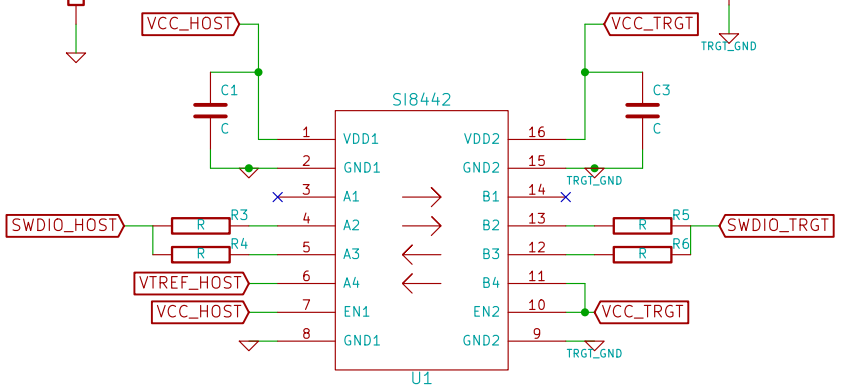 VCC_HOST
VCC_TRGT
TRGT_GND
C1
C
SI8442
C3
C
1 VDD1 VDD2 16
2 GND1 GND2 15
TRGT_GND
3 A1 B1 14
SWDIO_HOST R R3 4 A2 B2 13 R R5 SWDIO_TRGT
R R4 5 A3 B3 12 R R6
VTREF_HOST 6 A4 B4 11
VCC_HOST 7 EN1 EN2 10 VCC_TRGT
8 GND1 GND2 9
TRGT_GND
U1